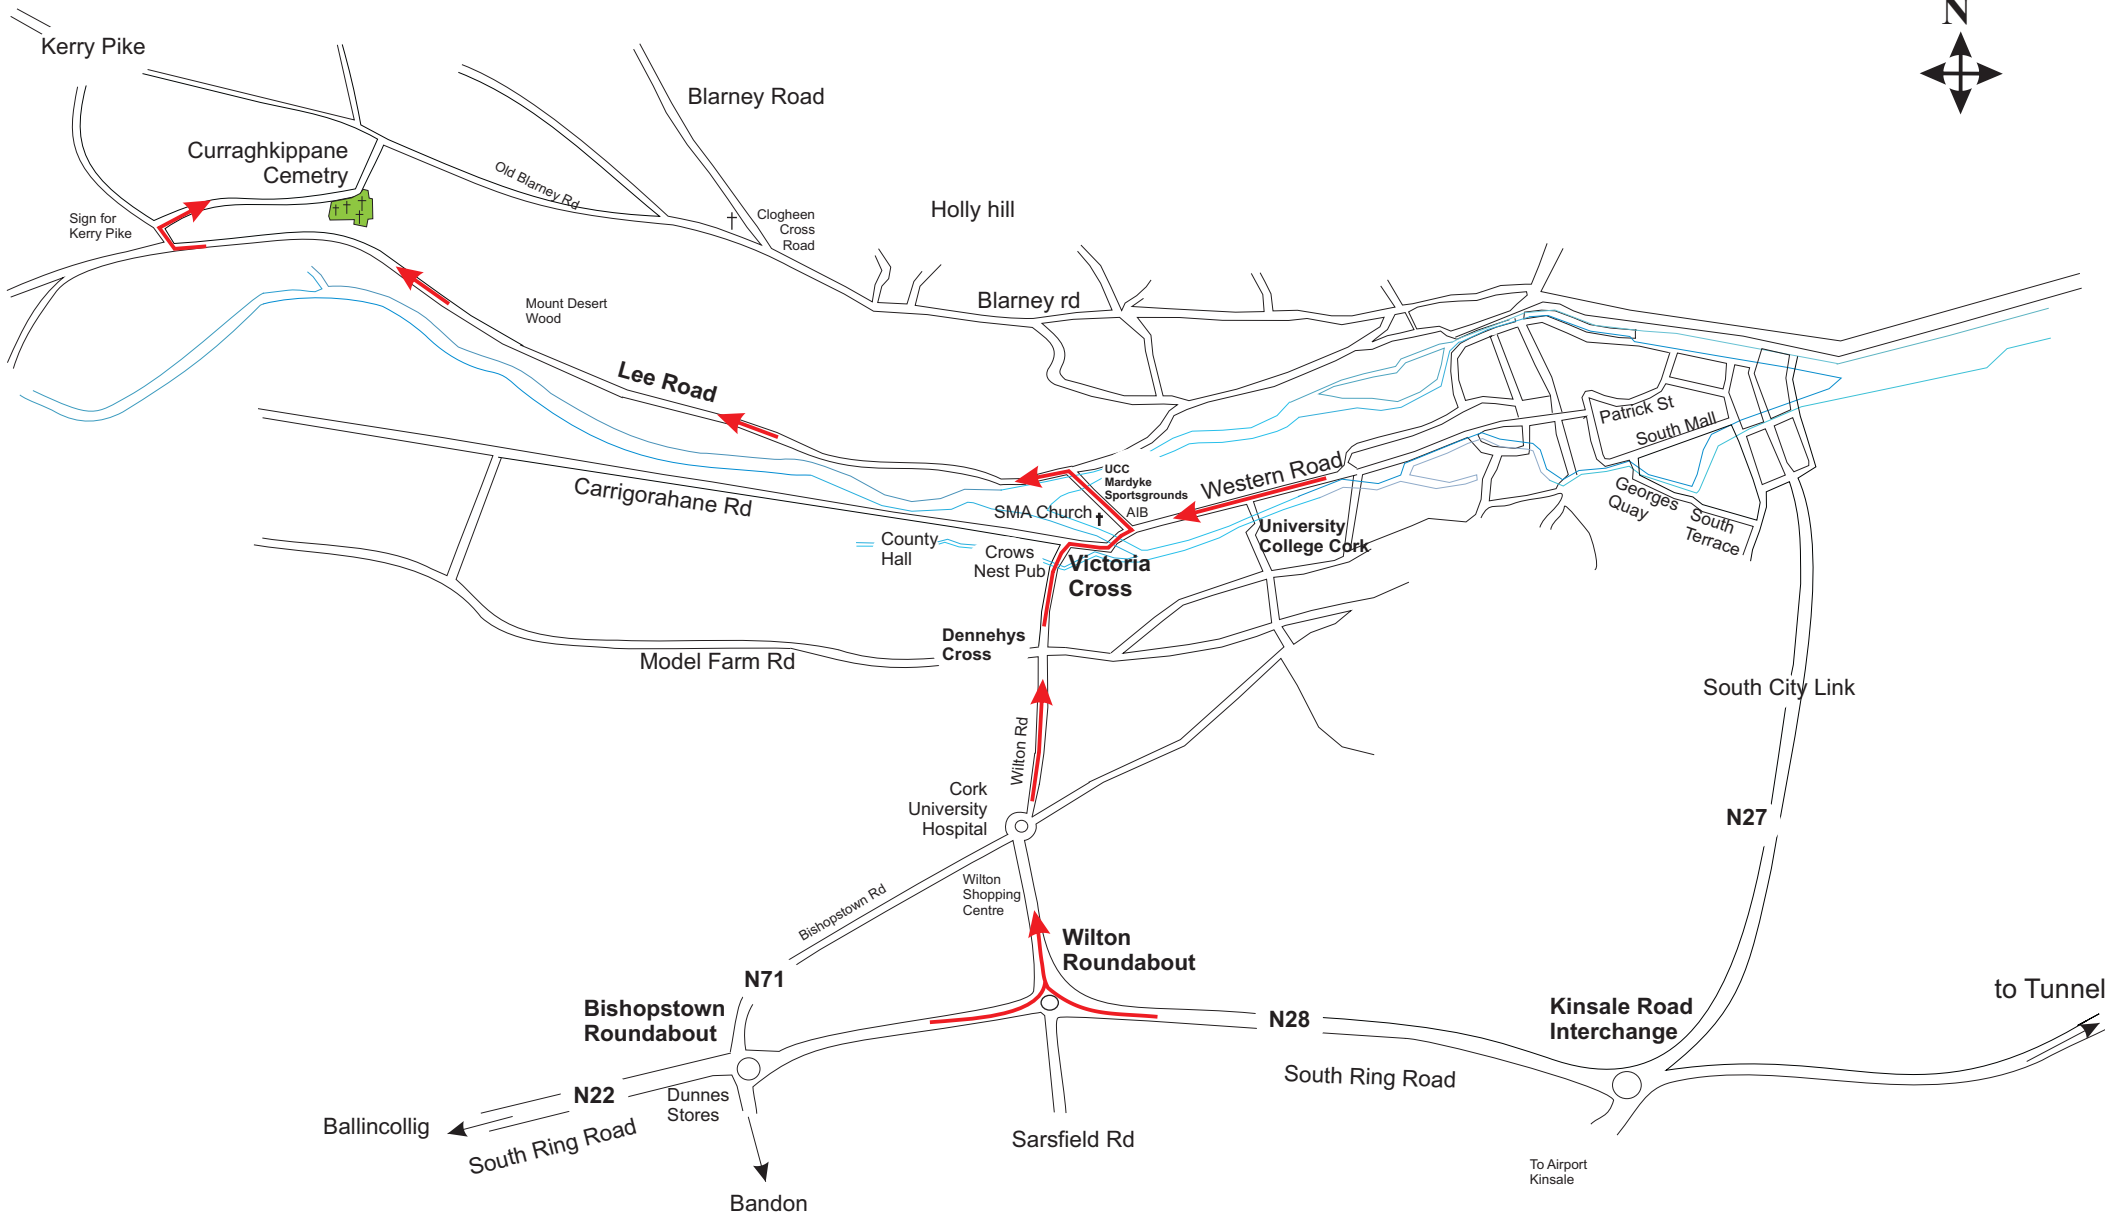 N
Kerry Pike
Blarney Road
Curraghkippane
Cemetry
Old Blarney Rd
Sign for
Kerry Pike
Clogheen
Cross
Road
Holly hill
Mount Desert
Wood
Blarney rd
Lee Road
Patrick St
South Mall
UCC
Mardyke
Sportsgrounds
Western Road
Carrigorahane Rd
SMA Church
AIB
Georges
Quay
South
Terrace
University
College Cork
County
Hall
Crows
Nest Pub
Victoria
Cross
Dennehys
Cross
Model Farm Rd
South City Link
Wilton Rd
Cork
University
Hospital
N27
Wilton
Shopping
Centre
Bishopstown Rd
Wilton
Roundabout
N71
to Tunnel
Bishopstown
Roundabout
N28
Kinsale Road
Interchange
South Ring Road
N22
Dunnes
Stores
Ballincollig
South Ring Road
Sarsfield Rd
To Airport
Kinsale
Bandon